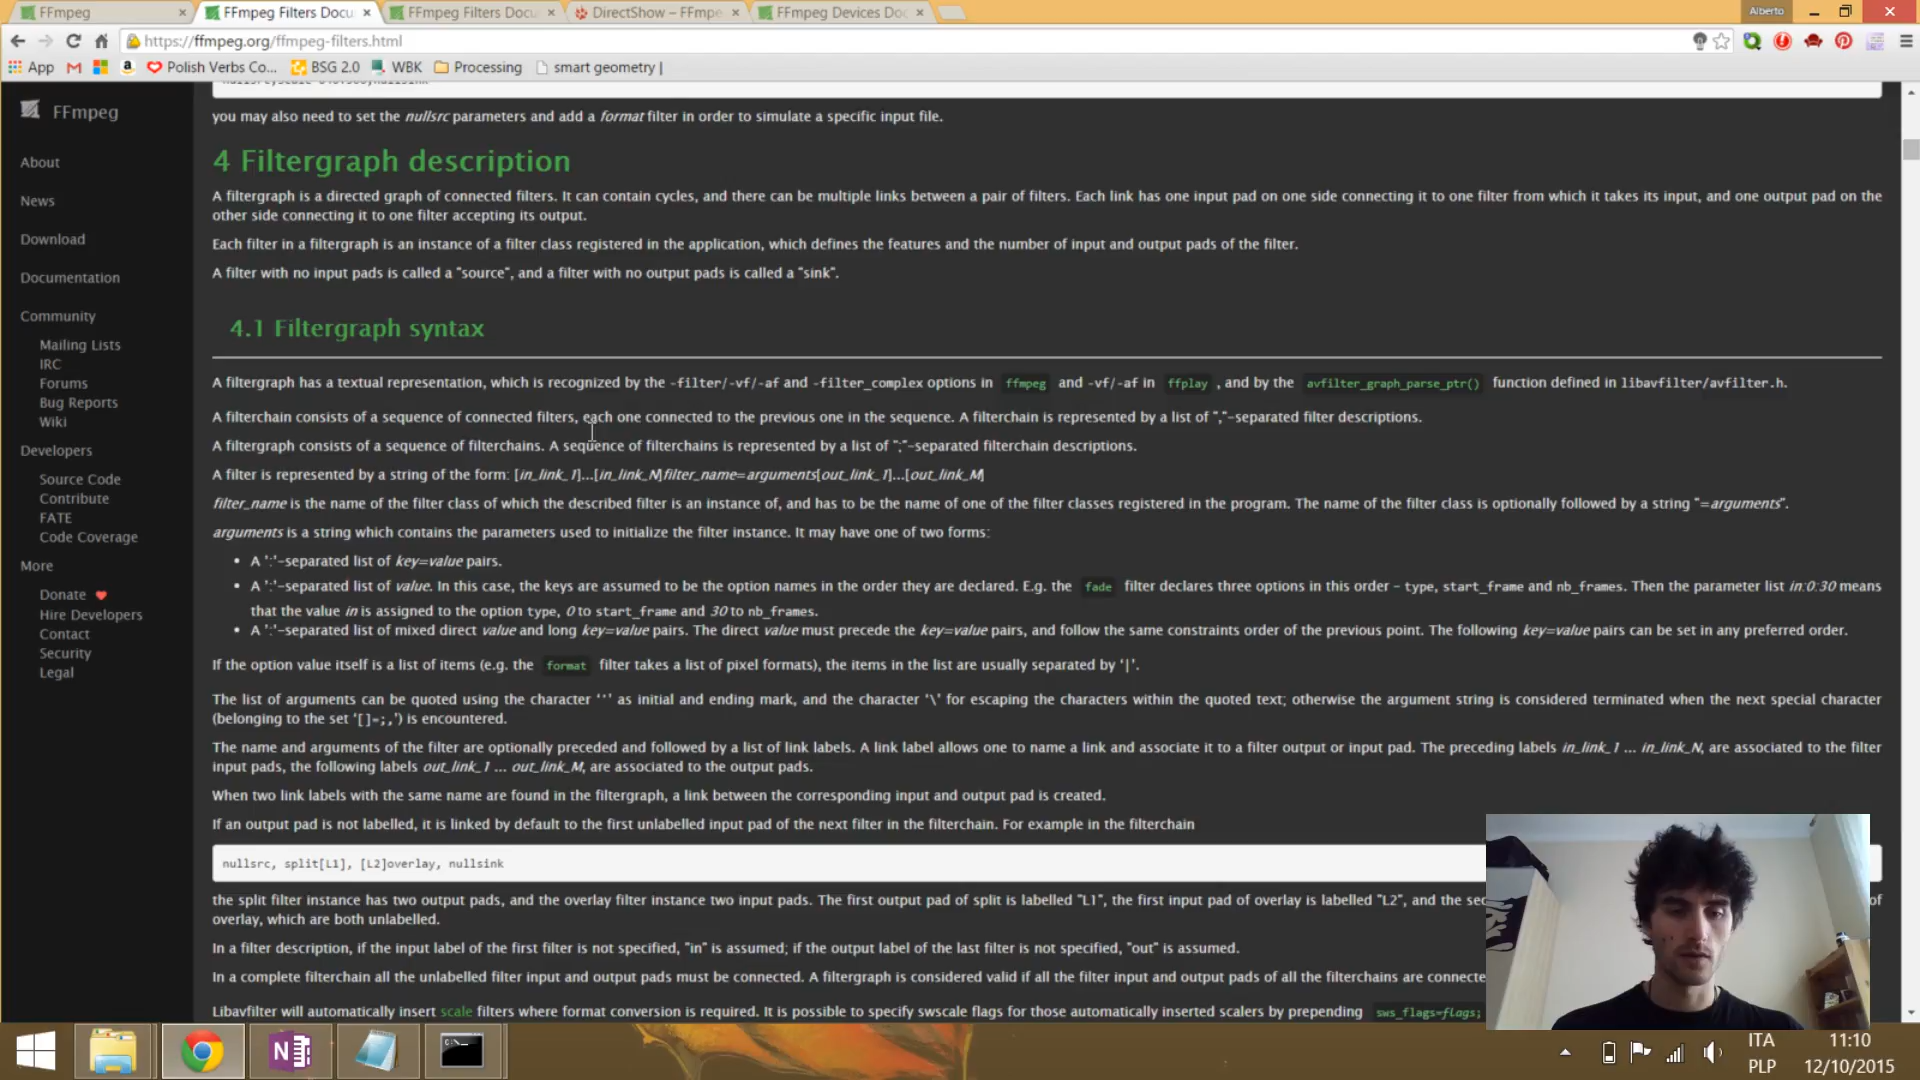 FFmpeg
FFmpeg Filters Docu
FFmpeg Filters Docu
DirectShow – FFmpe
FFmpeg Devices Doc
Alberto
https://ffmpeg.org/ffmpeg-filters.html
App
Polish Verbs Co...
BSG 2.0
WBK
Processing
smart geometry |
you may also need to set the nullsrc parameters and add a format filter in order to simulate a specific input file.
FFmpeg
About
News
Download
Documentation
Community
Mailing Lists
IRC
Forums
Bug Reports
Wiki
Developers
Source Code
Contribute
FATE
Code Coverage
More
Donate
Hire Developers
Contact
Security
Legal
4 Filtergraph description
A filtergraph is a directed graph of connected filters. It can contain cycles, and there can be multiple links between a pair of filters. Each link has one input pad on one side connecting it to one filter from which it takes its input, and one output pad on the
other side connecting it to one filter accepting its output.
Each filter in a filtergraph is an instance of a filter class registered in the application, which defines the features and the number of input and output pads of the filter.
A filter with no input pads is called a "source", and a filter with no output pads is called a "sink".
4.1 Filtergraph syntax
A filtergraph has a textual representation, which is recognized by the -filter/-vf/-af and -filter_complex options in ffmpeg and -vf/-af in ffplay , and by the avfilter_graph_parse_ptr() function defined in libavfilter/avfilter.h.
A filterchain consists of a sequence of connected filters, each one connected to the previous one in the sequence. A filterchain is represented by a list of ","-separated filter descriptions.
A filtergraph consists of a sequence of filterchains. A sequence of filterchains is represented by a list of ";"-separated filterchain descriptions.
A filter is represented by a string of the form: [in_link_1]...[in_link_N]filter_name=arguments[out_link_1]...[out_link_M]
filter_name is the name of the filter class of which the described filter is an instance of, and has to be the name of one of the filter classes registered in the program. The name of the filter class is optionally followed by a string "=arguments".
arguments is a string which contains the parameters used to initialize the filter instance. It may have one of two forms:
• A ':'-separated list of key=value pairs.
• A ':'-separated list of value. In this case, the keys are assumed to be the option names in the order they are declared. E.g. the fade filter declares three options in this order – type, start_frame and nb_frames. Then the parameter list in:0:30 means
that the value in is assigned to the option type, 0 to start_frame and 30 to nb_frames.
• A ':'-separated list of mixed direct value and long key=value pairs. The direct value must precede the key=value pairs, and follow the same constraints order of the previous point. The following key=value pairs can be set in any preferred order.
If the option value itself is a list of items (e.g. the format filter takes a list of pixel formats), the items in the list are usually separated by '|'.
The list of arguments can be quoted using the character ''' as initial and ending mark, and the character '\' for escaping the characters within the quoted text; otherwise the argument string is considered terminated when the next special character
(belonging to the set '[]=;,') is encountered.
The name and arguments of the filter are optionally preceded and followed by a list of link labels. A link label allows one to name a link and associate it to a filter output or input pad. The preceding labels in_link_1 ... in_link_N, are associated to the filter
input pads, the following labels out_link_1 ... out_link_M, are associated to the output pads.
When two link labels with the same name are found in the filtergraph, a link between the corresponding input and output pad is created.
If an output pad is not labelled, it is linked by default to the first unlabelled input pad of the next filter in the filterchain. For example in the filterchain
nullsrc, split[L1], [L2]overlay, nullsink
the split filter instance has two output pads, and the overlay filter instance two input pads. The first output pad of split is labelled "L1", the first input pad of overlay is labelled "L2", and the sec of
overlay, which are both unlabelled.
In a filter description, if the input label of the first filter is not specified, "in" is assumed; if the output label of the last filter is not specified, "out" is assumed.
In a complete filterchain all the unlabelled filter input and output pads must be connected. A filtergraph is considered valid if all the filter input and output pads of all the filterchains are connecte
Libavfilter will automatically insert scale filters where format conversion is required. It is possible to specify swscale flags for those automatically inserted scalers by prepending sws_flags=flags;
ITA
PLP
11:10
12/10/2015